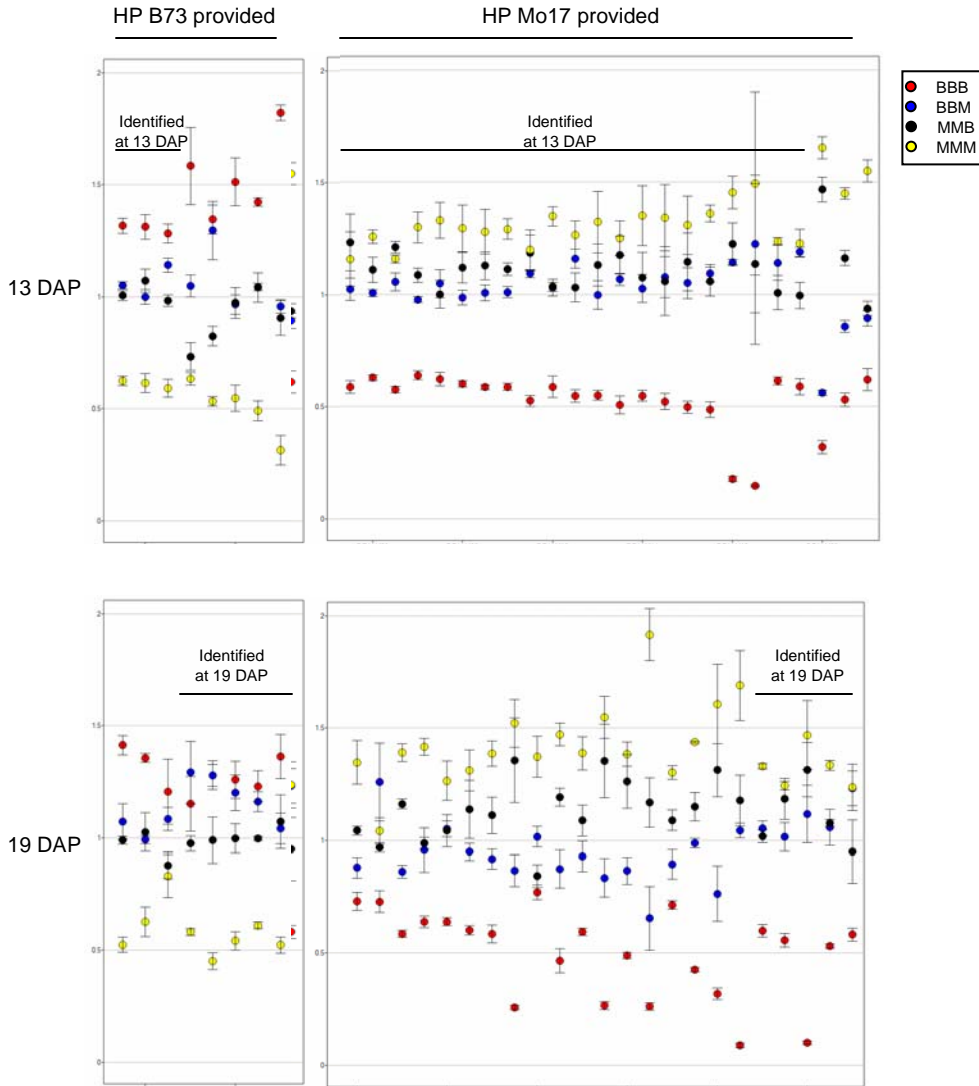 HP B73 provided
HP Mo17 provided
BBB
BBM
MMB
MMM
13 DAP
Identified
at 13 DAP
Identified
at 13 DAP
2
1.5
1
0.5
0
2
1.5
1
0.5
0
19 DAP
Identified
at 19 DAP
Identified
at 19 DAP
2
1.5
1
0.5
0
2
1.5
1
0.5
0